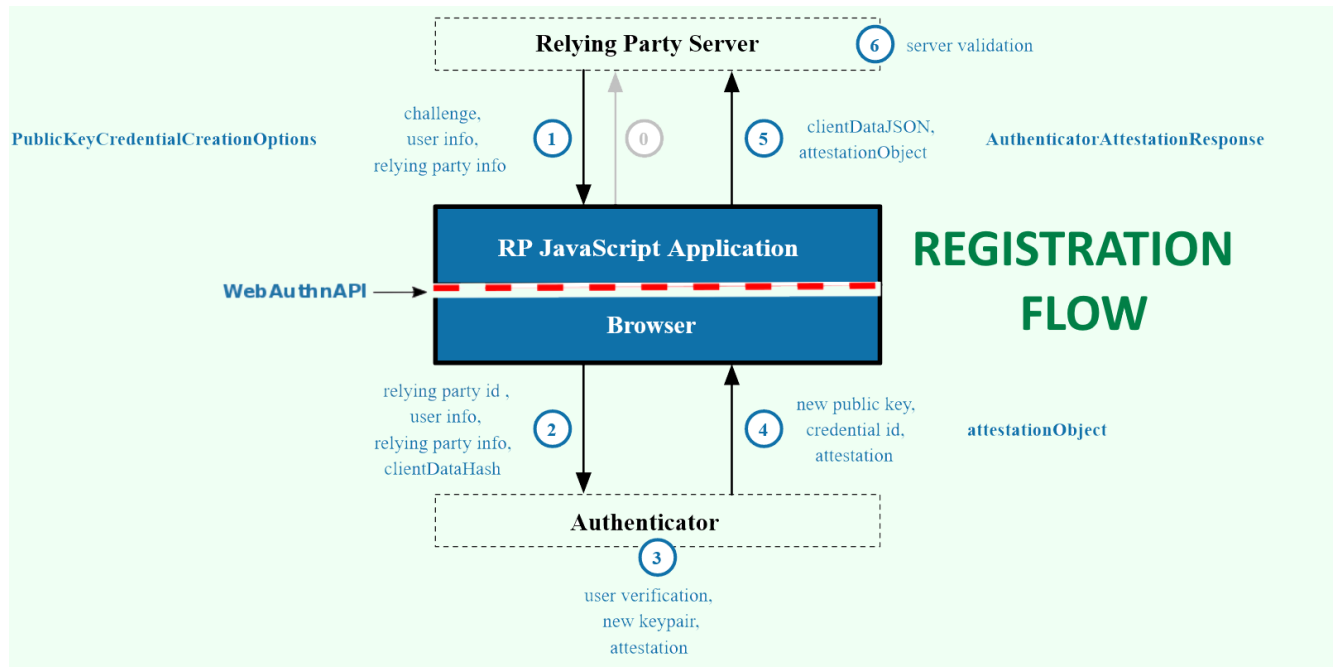 Relying Party Server
6
server validation
PublicKeyCredentialCreationOptions
challenge,
user info,
relying party info
1
0
5
clientDataJSON,
attestationObject
AuthenticatorAttestationResponse
RP JavaScript Application
REGISTRATION
FLOW
WebAuthnAPI
Browser
relying party id ,
user info,
relying party info,
clientDataHash
2
4
new public key,
credential id,
attestation
attestationObject
Authenticator
3
user verification,
new keypair,
attestation